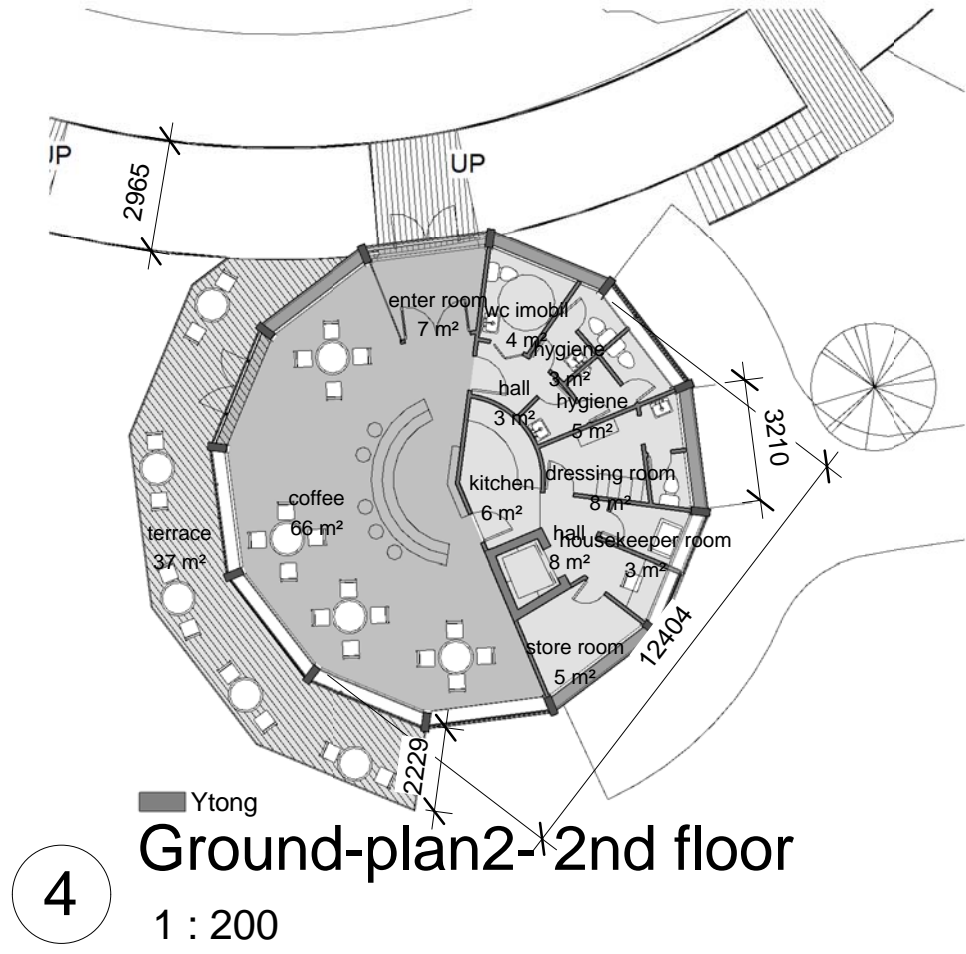 UP
UP
2965
enter room
7 m²
wc imobil
4 m²
hygiene
3 m²
hall
3 m²
hygiene
5 m²
3210
kitchen
6 m²
dressing room
8 m²
coffee
66 m²
terrace
37 m²
hall
8 m²
housekeeper room
3 m²
store room
5 m²
12404
2229
Ytong
Ground-plan2- 2nd floor
4
1 : 200